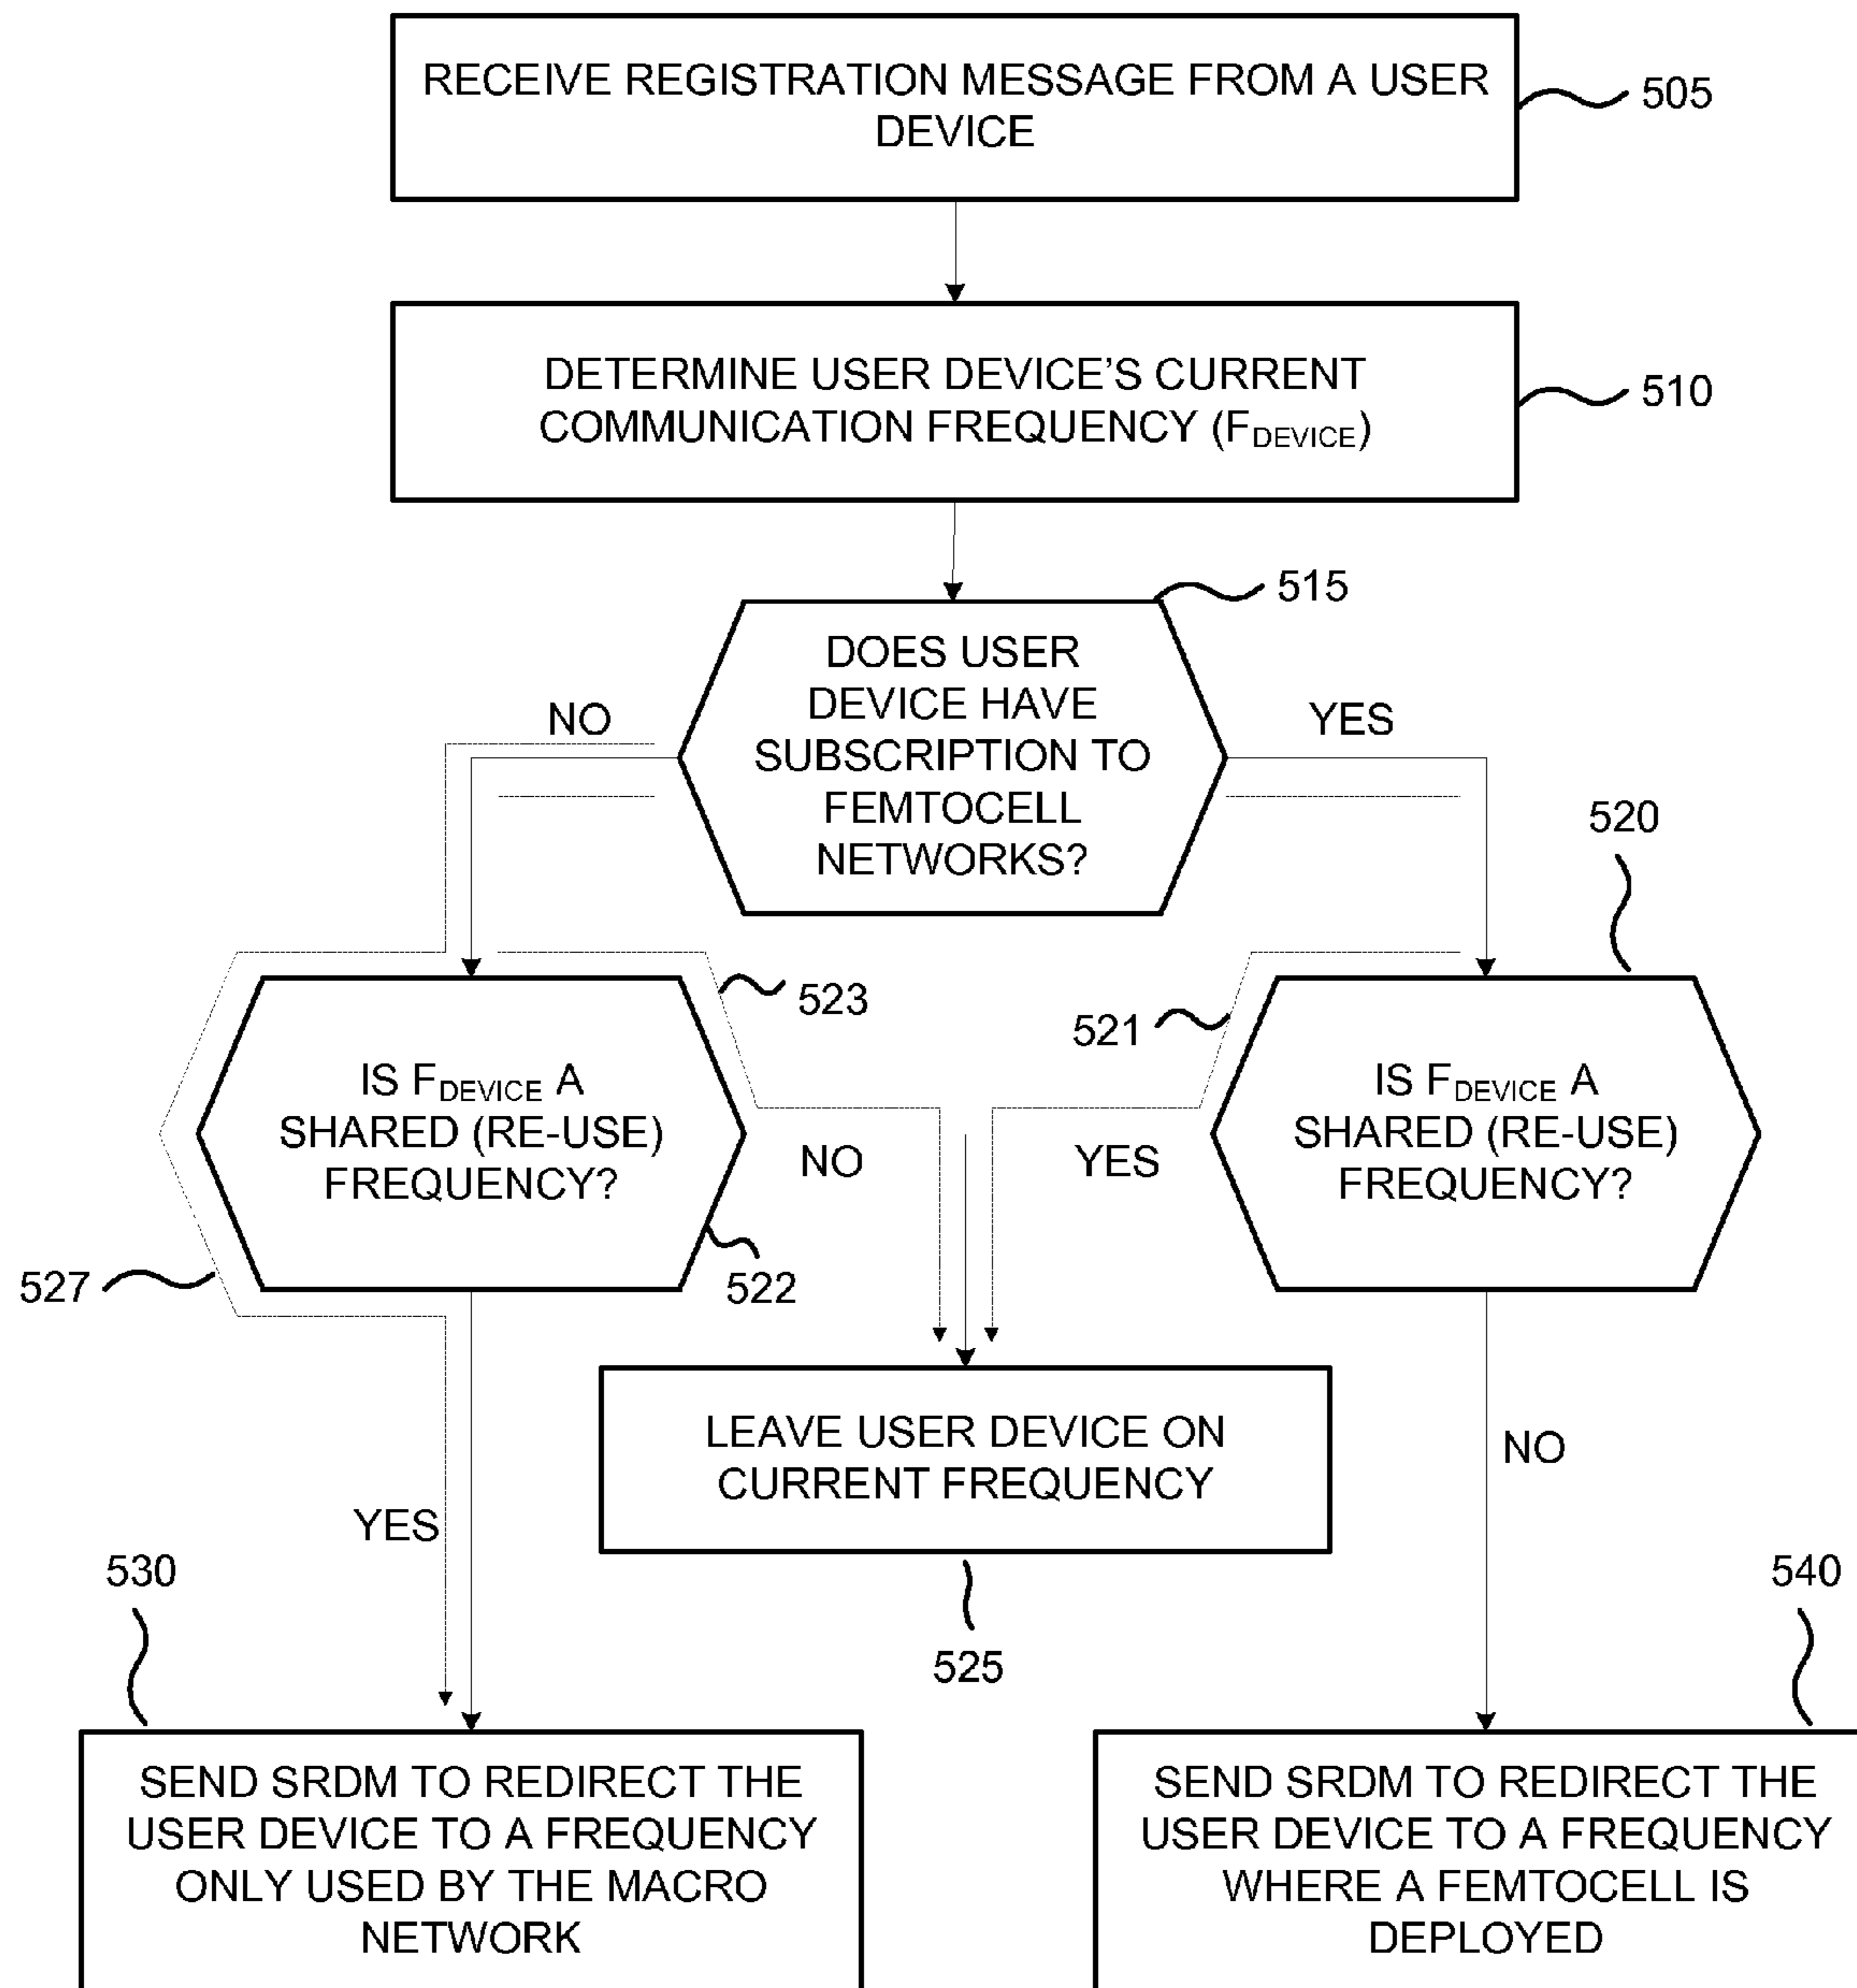 RECEIVE REGISTRATION MESSAGE FROM A USER
DEVICE
505
DETERMINE USER DEVICE'S CURRENT
COMMUNICATION FREQUENCY (FDEVICE)
510
515
DOES USER
DEVICE HAVE
SUBSCRIPTION TO
FEMTOCELL
NETWORKS?
NO
YES
520
523
521
IS FDEVICE A
SHARED (RE-USE)
FREQUENCY?
NO
YES
IS FDEVICE A
SHARED (RE-USE)
FREQUENCY?
527
522
LEAVE USER DEVICE ON
CURRENT FREQUENCY
NO
YES
525
530
540
SEND SRDM TO REDIRECT THE
USER DEVICE TO A FREQUENCY
ONLY USED BY THE MACRO
NETWORK
SEND SRDM TO REDIRECT THE
USER DEVICE TO A FREQUENCY
WHERE A FEMTOCELL IS
DEPLOYED